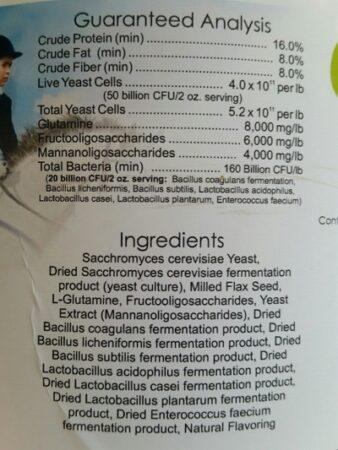 Guaranteed Analysis
Crude Protein (min) ............................ 16.0%
Crude Fat (min) .................................. 8.0%
Crude Fiber (min) ................................ 8.0%
Live Yeast Cells ................ 4.0 x 10¹¹ per lb
(50 billion CFU/2 oz. serving)
Total Yeast Cells ................ 5.2 x 10¹¹ per lb
Glutamine ............................ 8,000 mg/lb
Fructooligosaccharides .......... 6,000 mg/lb
Mannanoligosaccharides ....... 4,000 mg/lb
Total Bacteria (min) ........ 160 Billion CFU/lb
(20 billion CFU/2 oz. serving: Bacillus coagulans fermentation,
Bacillus licheniformis, Bacillus subtilis, Lactobacillus acidophilus,
Lactobacillus casei, Lactobacillus plantarum, Enterococcus faecium)
Cont
Ingredients
Sacchromyces cerevisiae Yeast,
Dried Sacchromyces cerevisiae fermentation
product (yeast culture), Milled Flax Seed,
L-Glutamine, Fructooligosaccharides, Yeast
Extract (Mannanoligosaccharides), Dried
Bacillus coagulans fermentation product, Dried
Bacillus licheniformis fermentation product, Dried
Bacillus subtilis fermentation product, Dried
Lactobacillus acidophilus fermentation product,
Dried Lactobacillus casei fermentation product,
Dried Lactobacillus plantarum fermentation
product, Dried Enterococcus faecium
fermentation product, Natural Flavoring